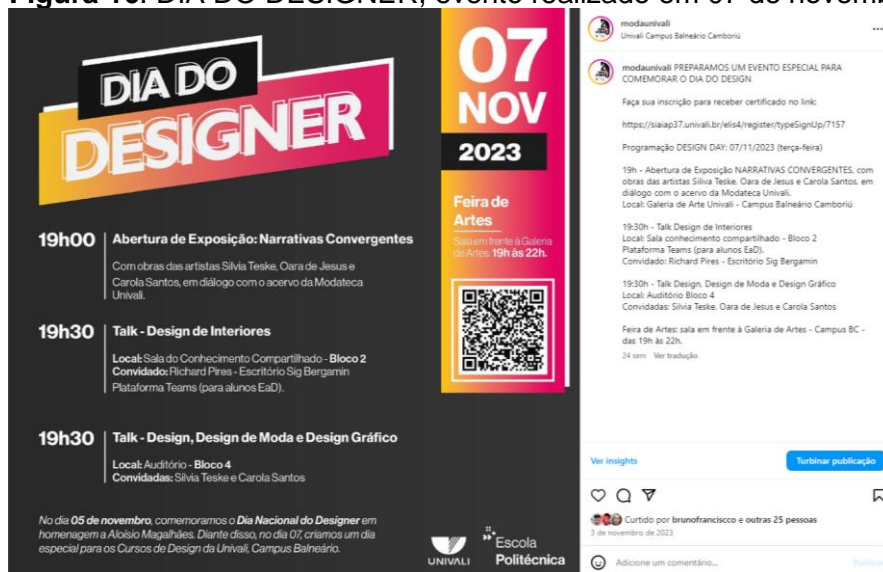 Figura 16. DIA DO DESIGNER, evento realizado em 07 de novemb
DIA DO
DESIGNER
07
NOV
2023
Feira de
Artes
Sala em frente à Galeria
de Artes 19h às 22h.
19h00
Abertura de Exposição: Narrativas Convergentes
Com obras das artistas Silvia Teske, Oara de Jesus e
Carola Santos, em diálogo com o acervo da Modateca
Univali.
19h30
Talk - Design de Interiores
Local: Sala do Conhecimento Compartilhado - Bloco 2
Convidado: Richard Pires - Escritório Sig Bergamin
Plataforma Teams (para alunos EaD).
19h30
Talk - Design, Design de Moda e Design Gráfico
Local: Auditório - Bloco 4
Convidadas: Silvia Teske e Carola Santos
No dia 05 de novembro, comemoramos o Dia Nacional do Designer em
homenagem a Aloisio Magalhães. Diante disso, no dia 07, criamos um dia
especial para os Cursos de Design da Univali, Campus Balneário.
UNIVALI
Escola
Politécnica
modaunivali
Univali Campus Balneário Camboriú
modaunivali PREPARAMOS UM EVENTO ESPECIAL PARA
COMEMORAR O DIA DO DESIGN
Faça sua inscrição para receber certificado no link:
https://siaiap37.univali.br/elis4/register/typeSignUp/7157
Programação DESIGN DAY: 07/11/2023 (terça-feira)
19h - Abertura de Exposição NARRATIVAS CONVERGENTES, com
obras das artistas Silvia Teske, Oara de Jesus e Carola Santos, em
diálogo com o acervo da Modateca Univali.
Local: Galeria de Arte Univali - Campus Balneário Camboriú
19:30h - Talk Design de Interiores
Local: Sala conhecimento compartilhado - Bloco 2
Plataforma Teams (para alunos EaD).
Convidado: Richard Pires - Escritório Sig Bergamin
19:30h - Talk Design, Design de Moda e Design Gráfico
Local: Auditório Bloco 4
Convidadas: Silvia Teske, Oara de Jesus e Carola Santos
Feira de Artes: sala em frente à Galeria de Artes - Campus BC -
das 19h às 22h.
24 sem Ver tradução
Ver insights
Turbinar publicação
Curtido por brunofranciscco e outras 25 pessoas
3 de novembro de 2023
Adicione um comentário...